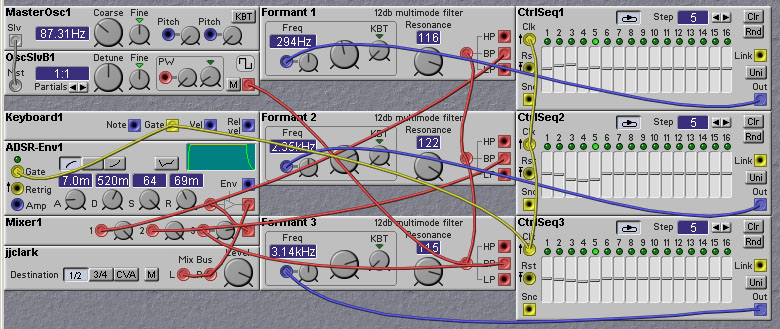 MasterOsc1 Coarse Fine Pitch Pitch KBT
Slv 87.31Hz
OscSlvB1 Detune Fine PW
Mst 1:1
Partials M
Keyboard1 Note Gate Vel Rel vel
ADSR-Env1
Gate 7.0m 520m 64 69m
Retrig Env
Amp A D S R
Mixer1 1 2 3
jjclark Mix Bus Level
Destination 1/2 3/4 CVA M L R
Formant 1 12db multimode filter
Freq KBT Resonance HP
294Hz 116 BP
LP
Formant 2 12db multimode filter
Freq KBT Resonance HP
122 BP
LP
Formant 3 12db multimode filter
Freq KBT Resonance HP
3.14kHz 115 BP
LP
CtrlSeq1 Step 5 Clr
Clk 1 2 3 4 5 6 7 8 9 10 11 12 13 14 15 16 Rnd
Rst Link
Uni
Snc Out
CtrlSeq2 Step 5 Clr
Clk 1 2 3 4 5 6 7 8 9 10 11 12 13 14 15 16 Rnd
Rst Link
Uni
Snc Out
CtrlSeq3 Step 5 Clr
Clk 1 2 3 4 5 6 7 8 9 10 11 12 13 14 15 16 Rnd
Rst Link
Uni
Snc Out